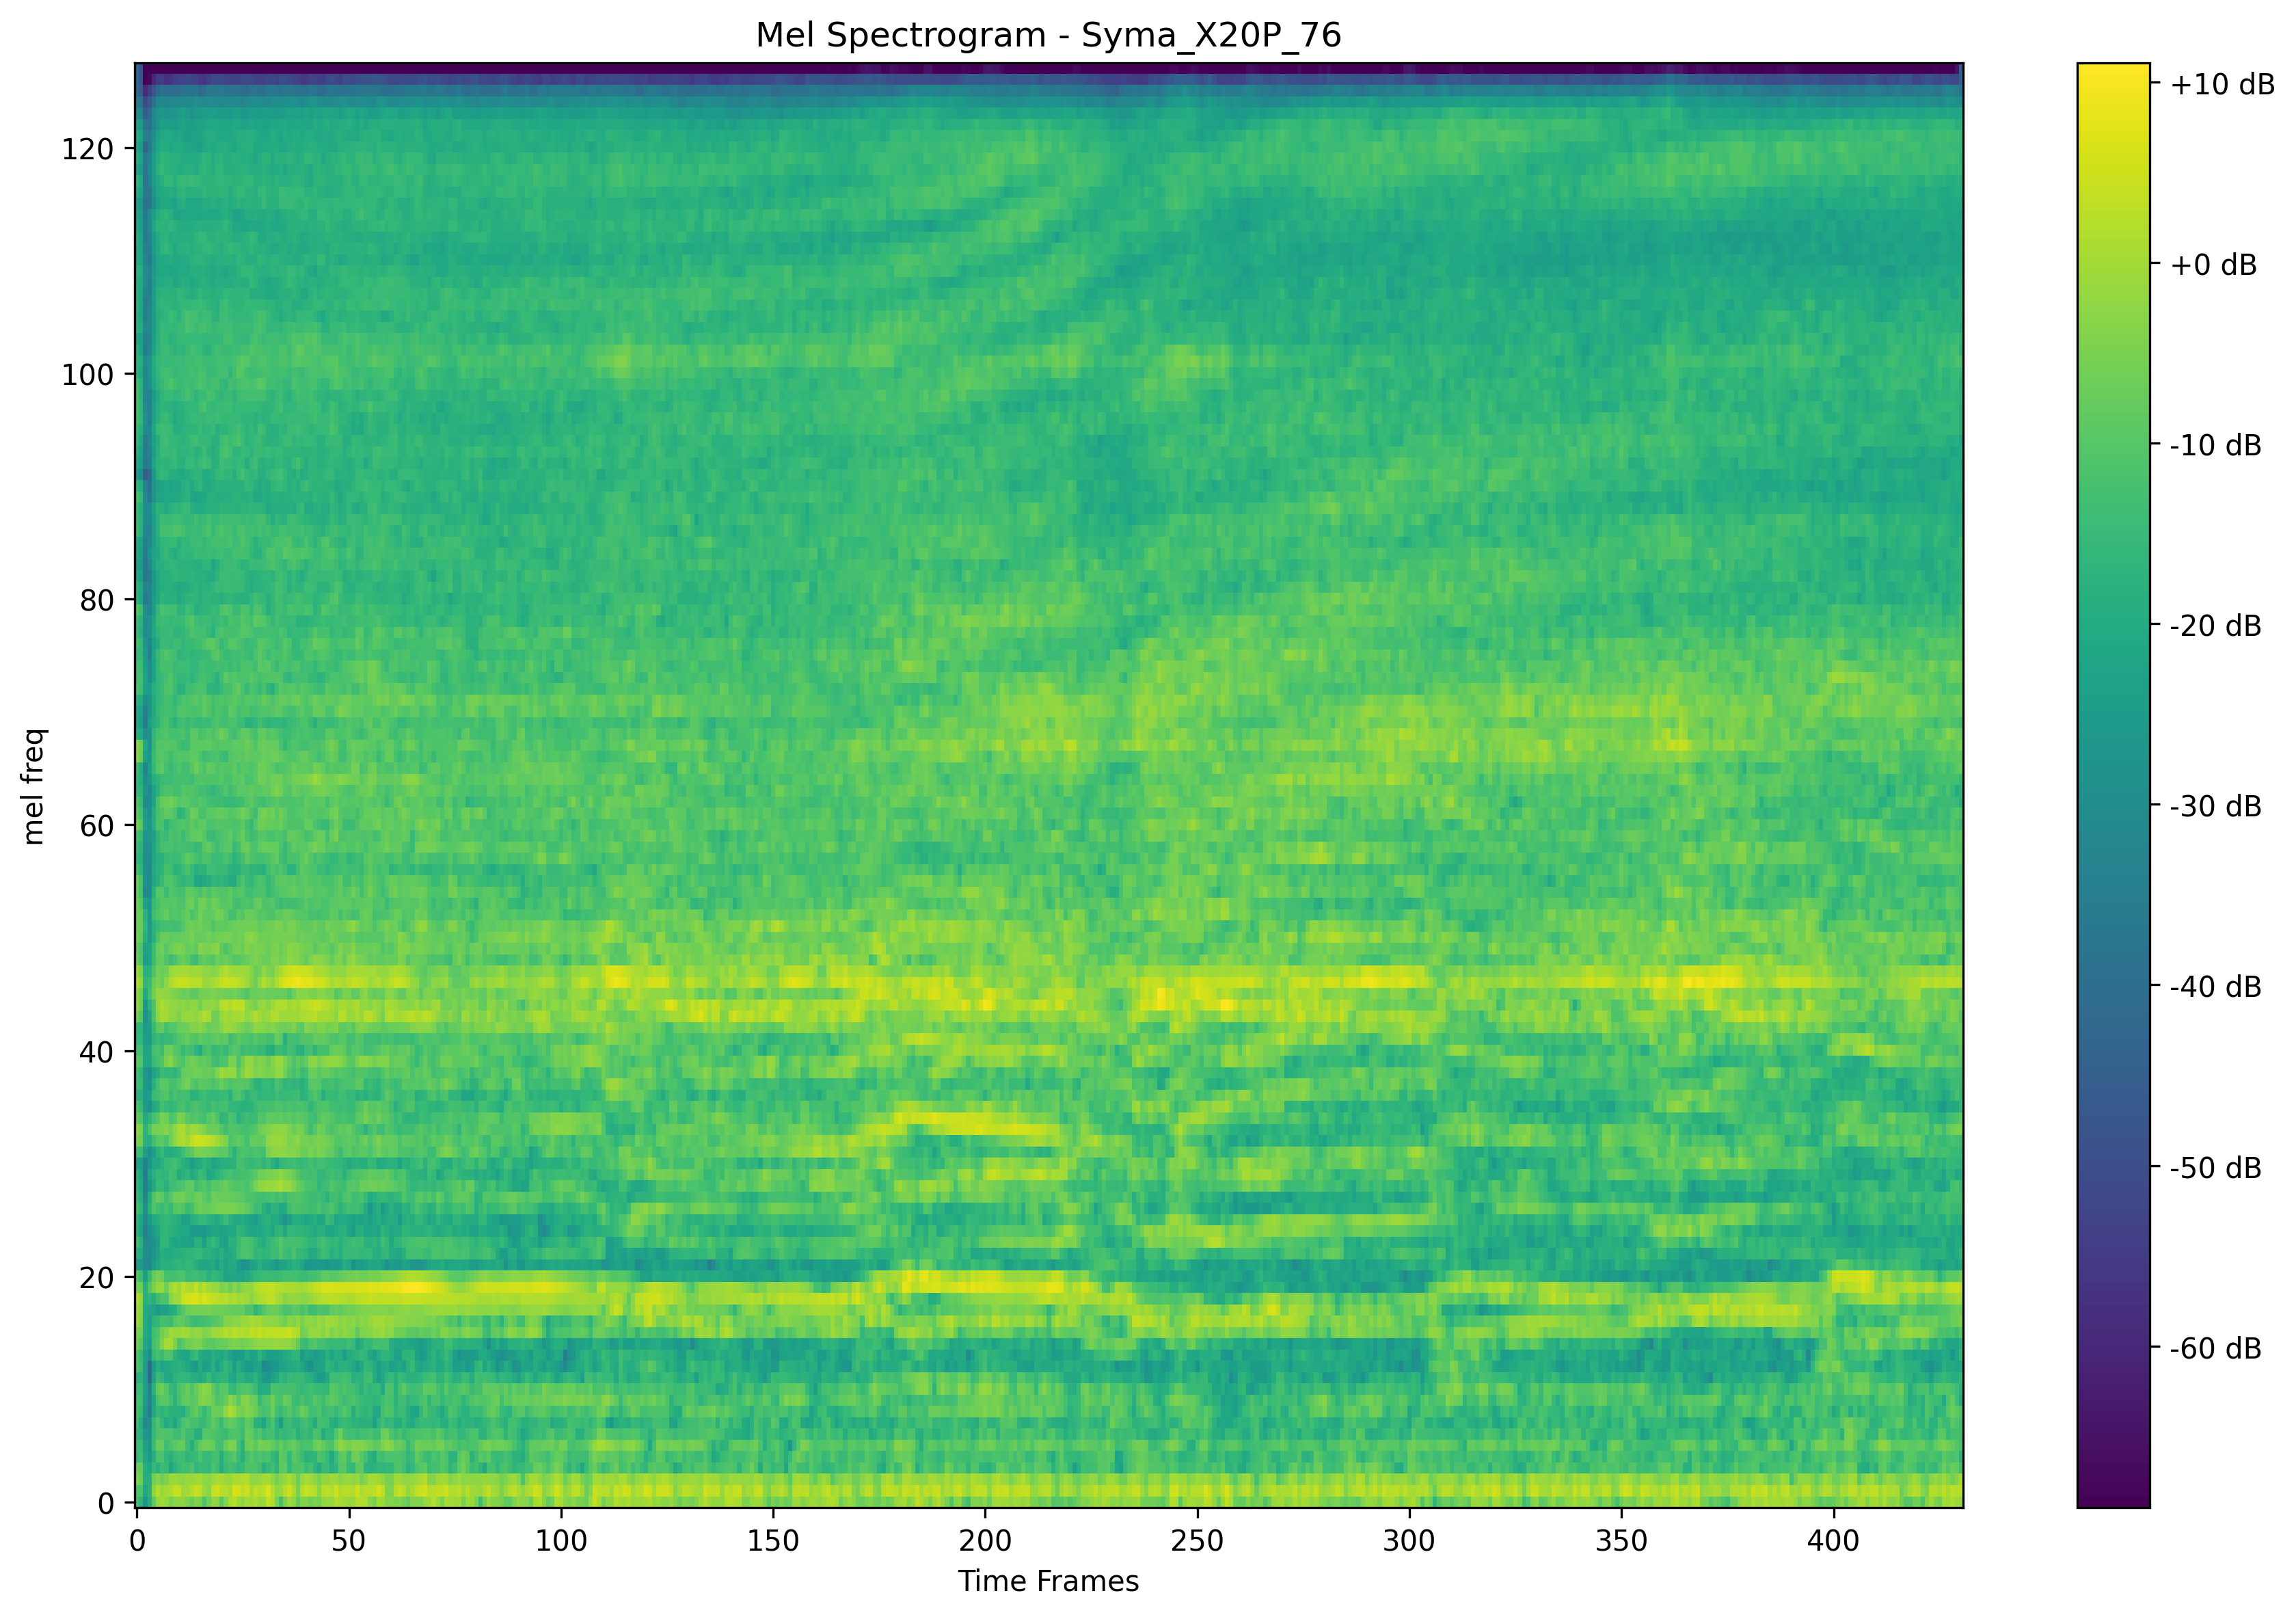 Mel Spectrogram - Syma_X20P_76
mel freq
120
100
80
60
40
20
0
0 50 100 150 200 250 300 350 400
Time Frames
+10 dB
+0 dB
-10 dB
-20 dB
-30 dB
-40 dB
-50 dB
-60 dB